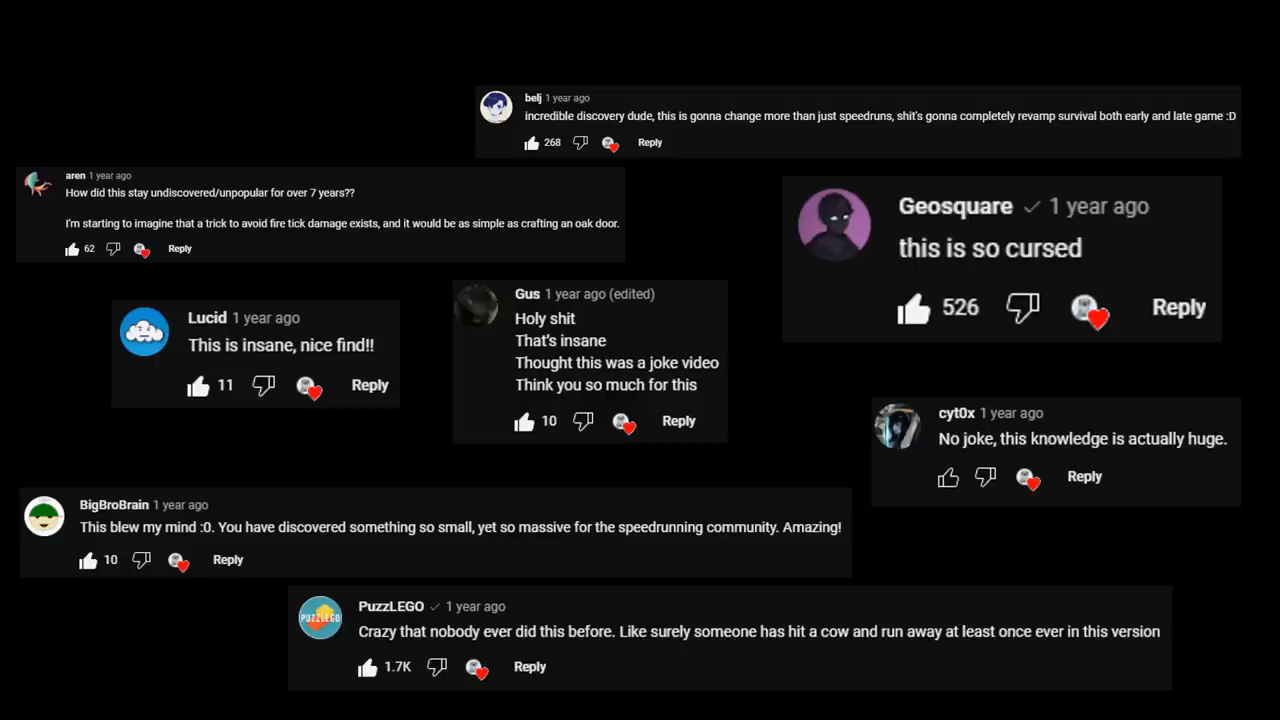 belj 1 year ago
incredible discovery dude, this is gonna change more than just speedruns, shit's gonna completely revamp survival both early and late game :D
268 Reply
aren 1 year ago
How did this stay undiscovered/unpopular for over 7 years??
I'm starting to imagine that a trick to avoid fire tick damage exists, and it would be as simple as crafting an oak door.
62 Reply
Geosquare 1 year ago
this is so cursed
526 Reply
Lucid 1 year ago
This is insane, nice find!!
11 Reply
Gus 1 year ago (edited)
Holy shit
That's insane
Thought this was a joke video
Think you so much for this
10 Reply
cyt0x 1 year ago
No joke, this knowledge is actually huge.
Reply
BigBroBrain 1 year ago
This blew my mind :0. You have discovered something so small, yet so massive for the speedrunning community. Amazing!
10 Reply
PUZZLEGO
PuzzLEGO 1 year ago
Crazy that nobody ever did this before. Like surely someone has hit a cow and run away at least once ever in this version
1.7K Reply